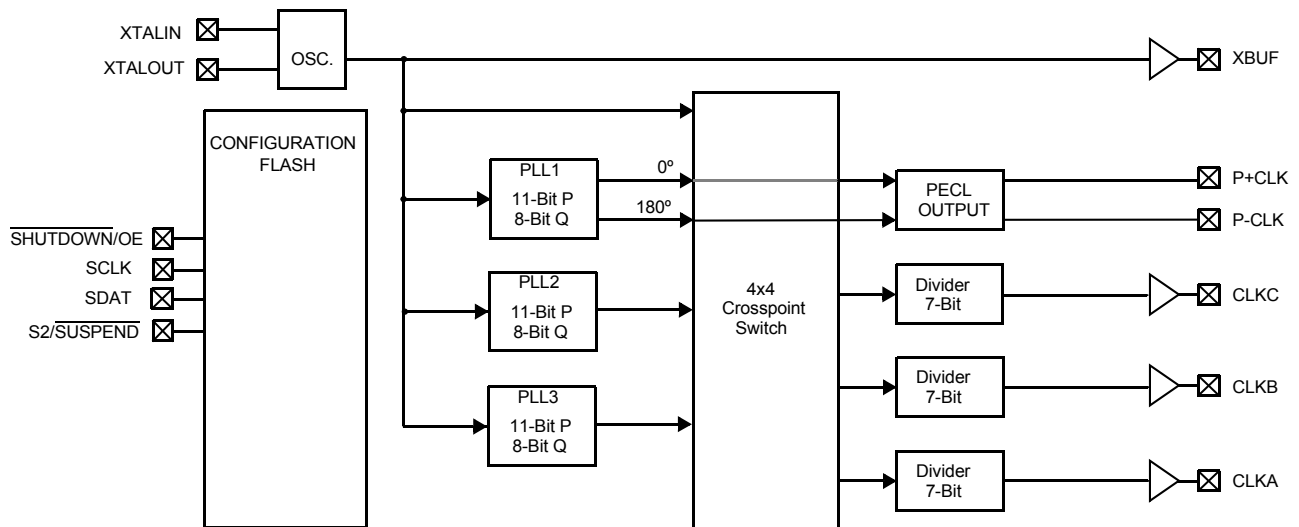 XTALIN
XTALOUT
OSC.
XBUF
CONFIGURATION
FLASH
SHUTDOWN/OE
SCLK
SDAT
S2/SUSPEND
PLL1
11-Bit P
8-Bit Q
0º
180º
PLL2
11-Bit P
8-Bit Q
PLL3
11-Bit P
8-Bit Q
4x4
Crosspoint
Switch
PECL
OUTPUT
P+CLK
P-CLK
Divider
7-Bit
CLKC
Divider
7-Bit
CLKB
Divider
7-Bit
CLKA